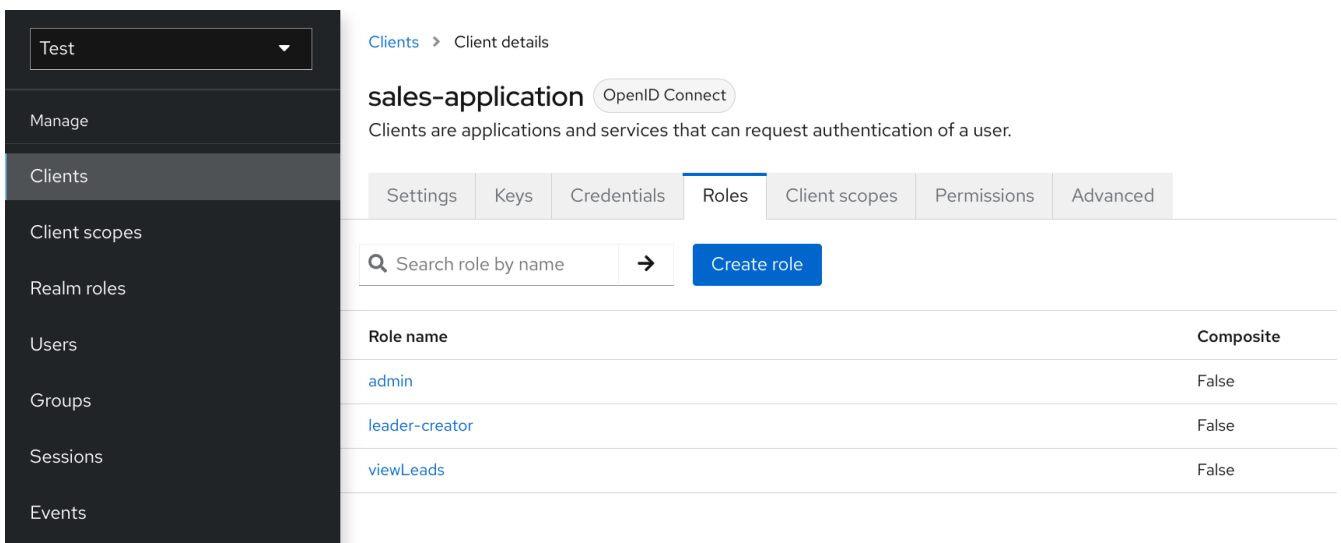 Test
Manage
Clients
Client scopes
Realm roles
Users
Groups
Sessions
Events
Clients > Client details
sales-application OpenID Connect
Clients are applications and services that can request authentication of a user.
Settings Keys Credentials Roles Client scopes Permissions Advanced
Search role by name → Create role
Role name Composite
admin False
leader-creator False
viewLeads False